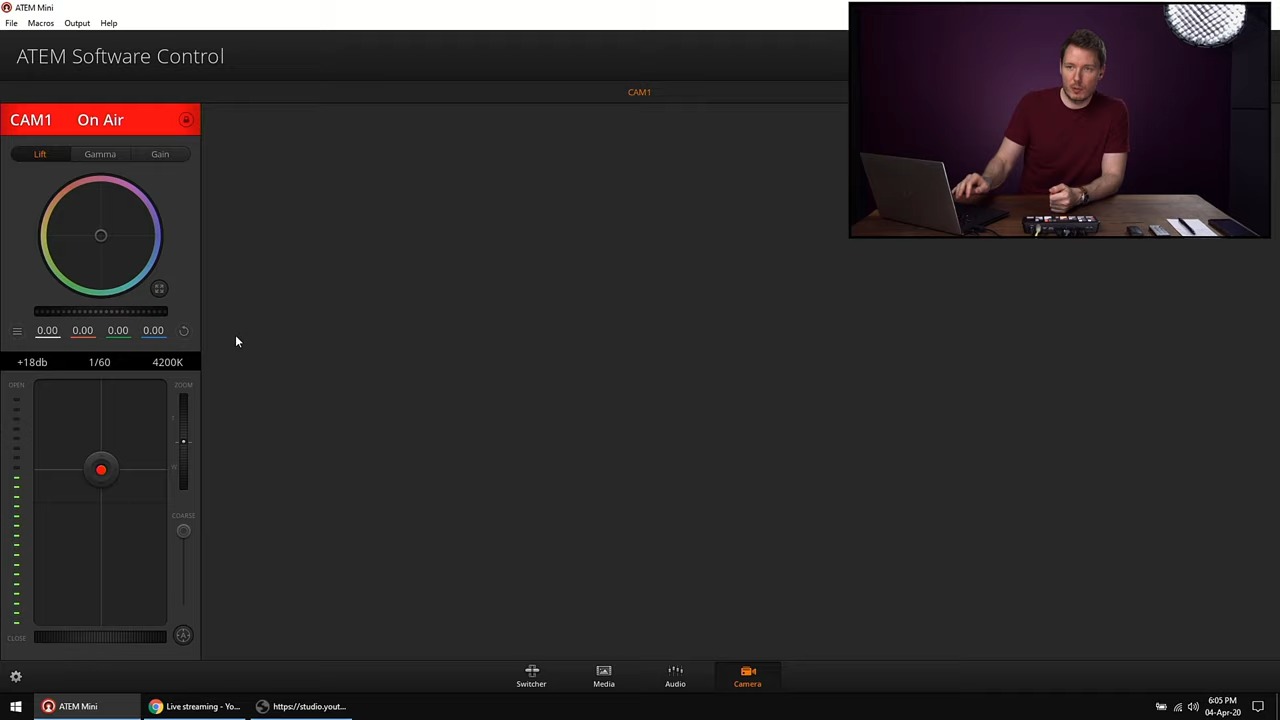 ATEM Mini
File Macros Output Help
ATEM Software Control
CAM1
CAM1 On Air
Lift Gamma Gain
0.00 0.00 0.00 0.00
+18db 1/60 4200K
OPEN ZOOM
T
W
COARSE
CLOSE A
Switcher Media Audio Camera
ATEM Mini Live streaming - Yo... https://studio.yout...
6:05 PM
04-Apr-20